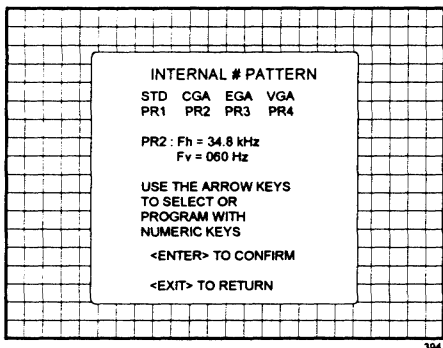 INTERNAL # PATTERN
STD CGA EGA VGA
PR1 PR2 PR3 PR4
PR2 : Fh = 34.8 kHz
Fv = 060 Hz
USE THE ARROW KEYS
TO SELECT OR
PROGRAM WITH
NUMERIC KEYS
<ENTER> TO CONFIRM
<EXIT> TO RETURN
394